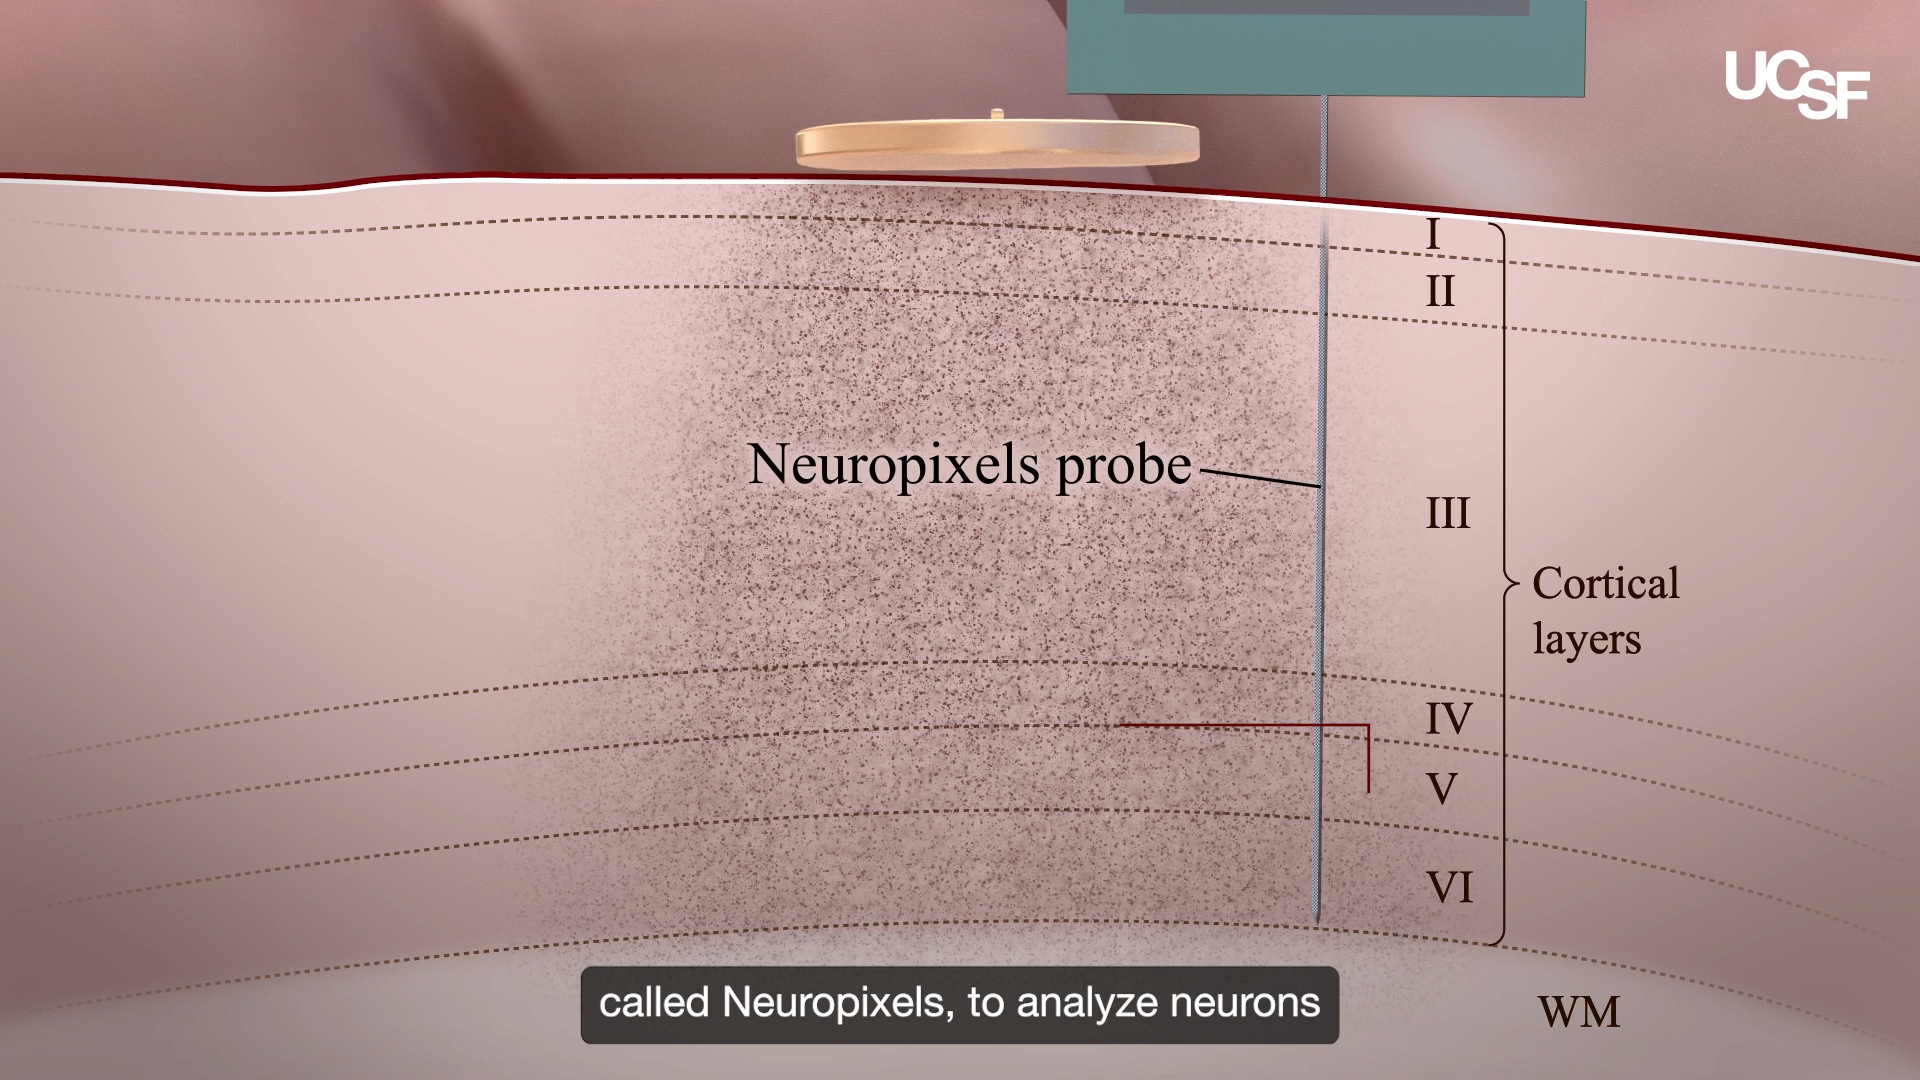 UCSF
I
II
Neuropixels probe
III
Cortical
layers
IV
V
VI
called Neuropixels, to analyze neurons
WM